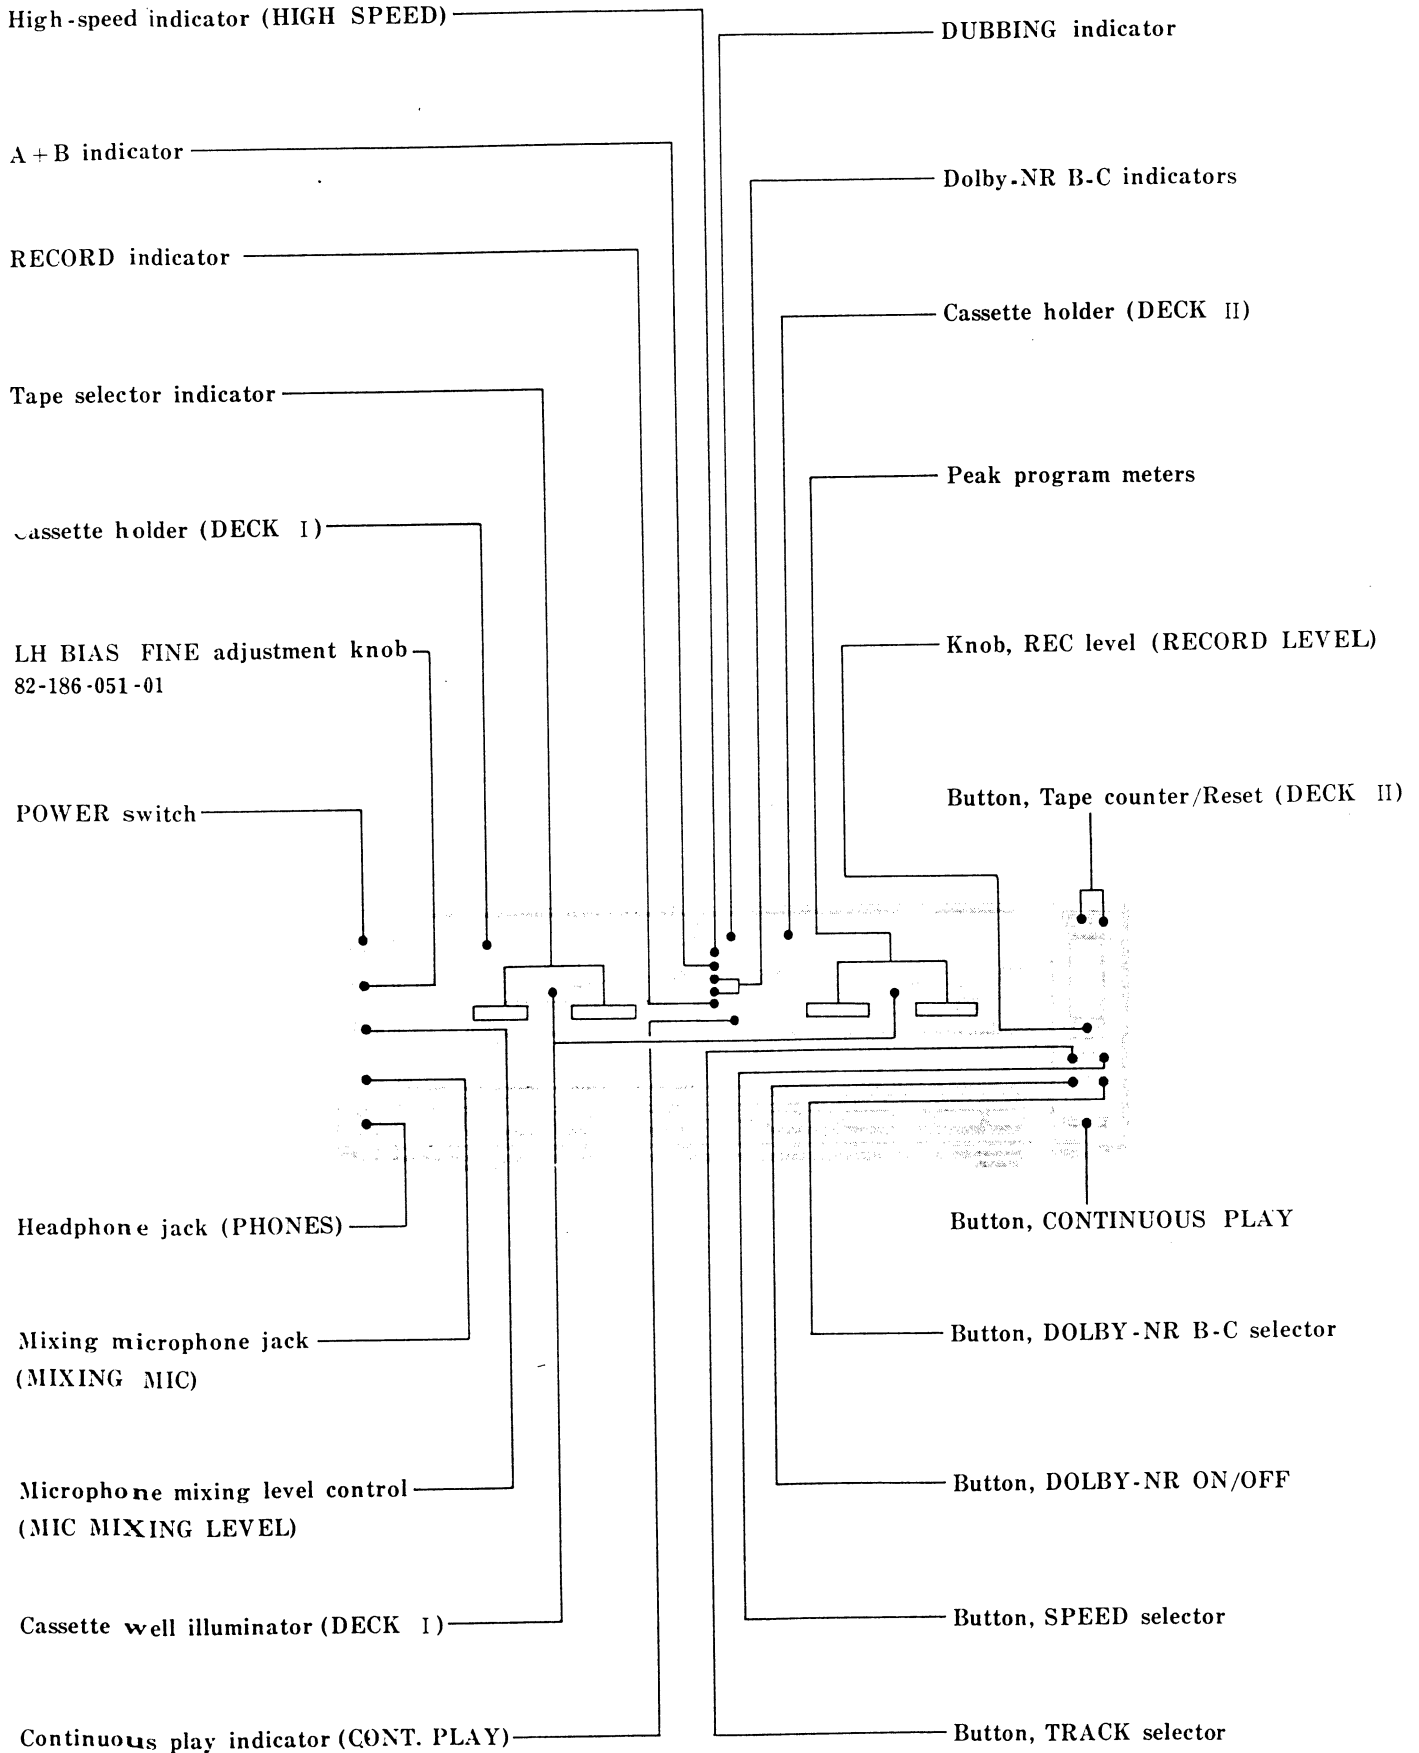 High-speed indicator (HIGH SPEED)
A + B indicator
RECORD indicator
Tape selector indicator
Cassette holder (DECK I)
LH BIAS FINE adjustment knob
82-186-051-01
POWER switch
Headphone jack (PHONES)
Mixing microphone jack
(MIXING MIC)
Microphone mixing level control
(MIC MIXING LEVEL)
Cassette well illuminator (DECK I)
Continuous play indicator (CONT. PLAY)
DUBBING indicator
Dolby-NR B-C indicators
Cassette holder (DECK II)
Peak program meters
Knob, REC level (RECORD LEVEL)
Button, Tape counter/Reset (DECK II)
Button, CONTINUOUS PLAY
Button, DOLBY-NR B-C selector
Button, DOLBY-NR ON/OFF
Button, SPEED selector
Button, TRACK selector